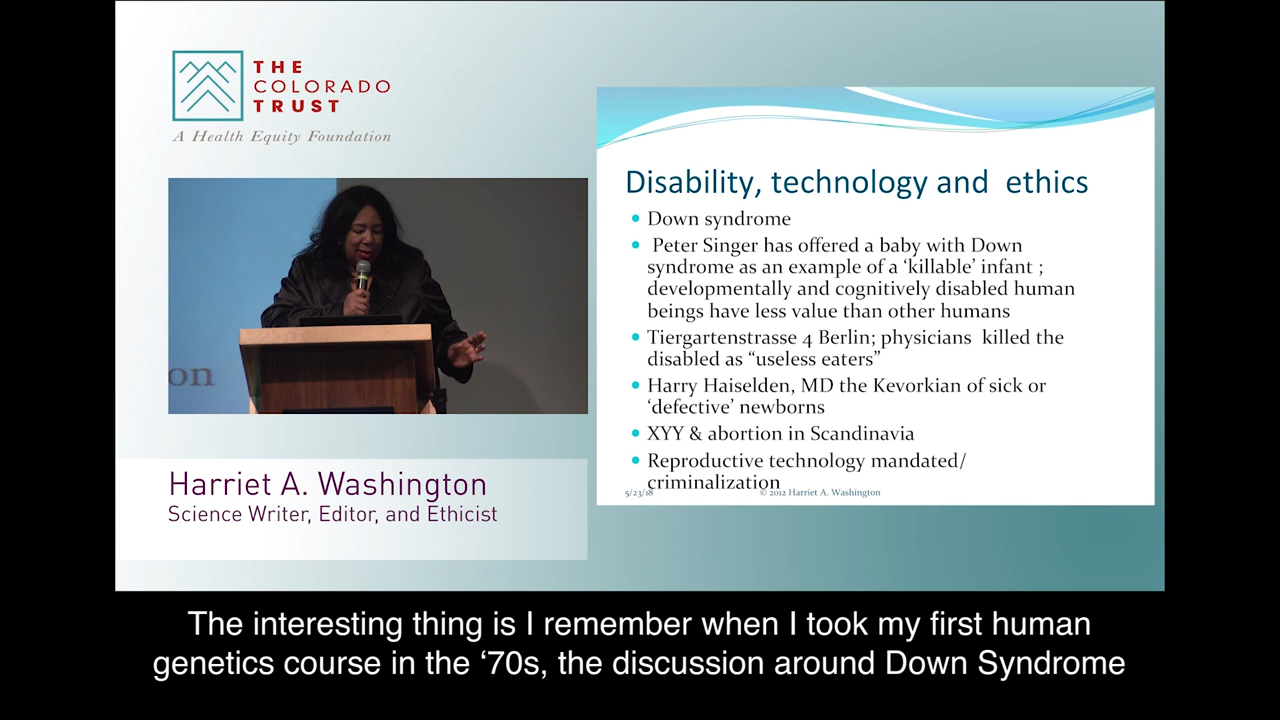 THE
COLORADO
TRUST
A Health Equity Foundation
on
Harriet A. Washington
Science Writer, Editor, and Ethicist
Disability, technology and  ethics
Down syndrome
Peter Singer has offered a baby with Down
syndrome as an example of a ‘killable’ infant ;
developmentally and cognitively disabled human
beings have less value than other humans
Tiergartenstrasse 4 Berlin; physicians  killed the
disabled as “useless eaters”
Harry Haiselden, MD the Kevorkian of sick or
‘defective’ newborns
XYY & abortion in Scandinavia
Reproductive technology mandated/
criminalization
5/23/18
© 2012 Harriet A. Washington
The interesting thing is I remember when I took my first human
genetics course in the ‘70s, the discussion around Down Syndrome